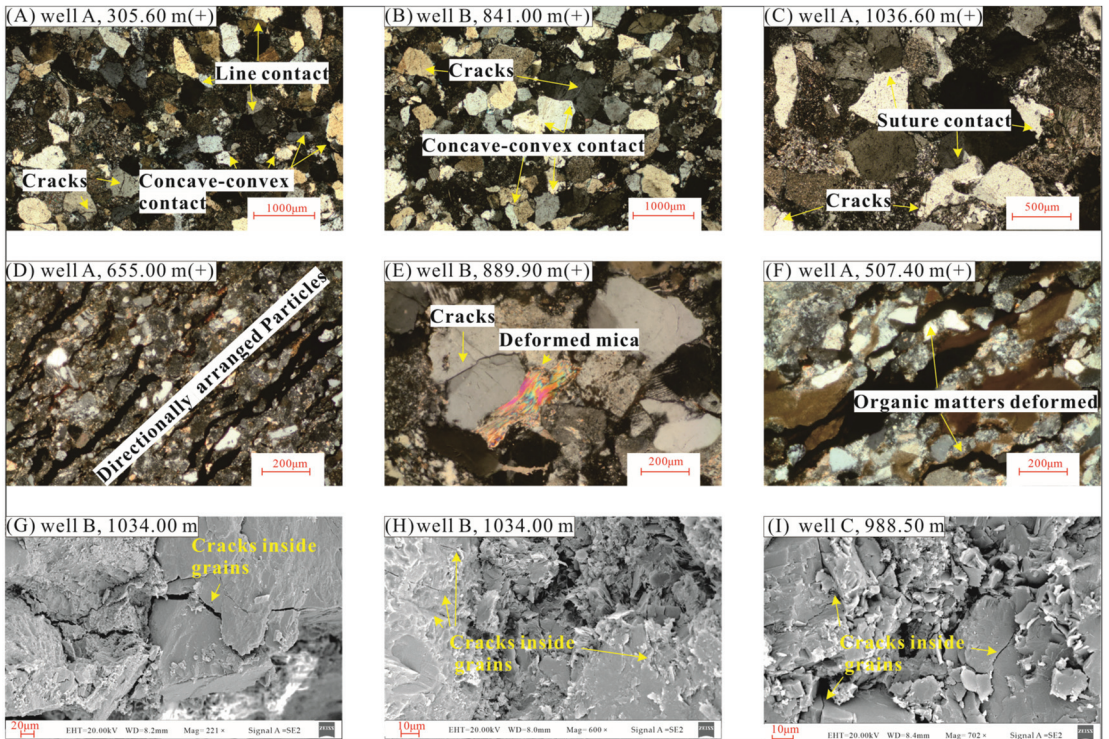 (A) well A, 305.60 m(+)
Line contact
Cracks
Concave-convex
contact
1000μm
(B) well B, 841.00 m(+)
Cracks
Concave-convex contact
1000μm
(C) well A, 1036.60 m(+)
Suture contact
Cracks
500μm
(D) well A, 655.00 m(+)
Directionally arranged Particles
200μm
(E) well B, 889.90 m(+)
Cracks
Deformed mica
200μm
(F) well A, 507.40 m(+)
Organic matters deformed
200μm
(G) well B, 1034.00 m
Cracks inside
grains
20μm
EHT=20.00kV WD=8.2mm Mag= 221 × Signal A =SE2 ZEISS
(H) well B, 1034.00 m
Cracks inside
grains
10μm
EHT=20.00kV WD=8.0mm Mag= 600 × Signal A =SE2 ZEISS
(I) well C, 988.50 m
Cracks inside
grains
10μm
EHT=20.00kV WD=8.4mm Mag= 702 × Signal A =SE2 ZEISS